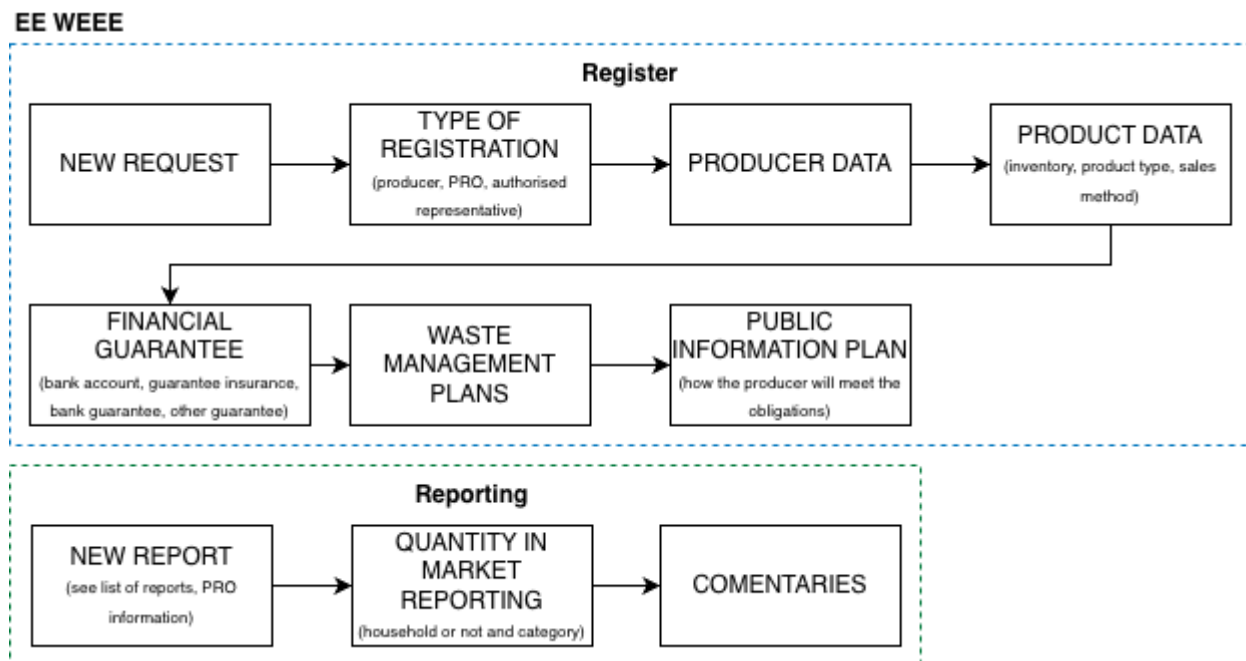 EE WEEE
Register
NEW REQUEST
TYPE OF
REGISTRATION
(producer, PRO, authorised
representative)
PRODUCER DATA
PRODUCT DATA
(inventory, product type, sales
method)
FINANCIAL
GUARANTEE
(bank account, guarantee insurance,
bank guarantee, other guarantee)
WASTE
MANAGEMENT
PLANS
PUBLIC
INFORMATION PLAN
(how the producer will meet the
obligations)
Reporting
NEW REPORT
(see list of reports, PRO
information)
QUANTITY IN
MARKET
REPORTING
(household or not and category)
COMENTARIES